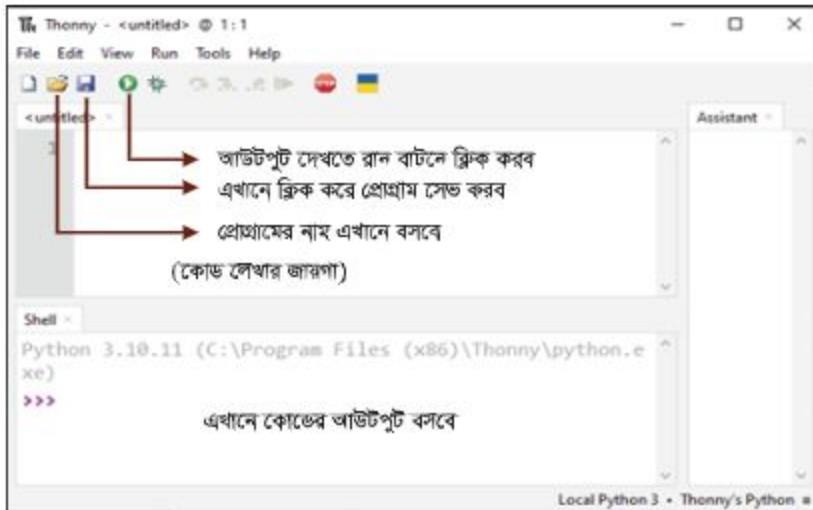 Thonny - <untitled> @ 1:1
File Edit View Run Tools Help
<untitled>
Assistant
1
আউটপুট দেখতে রান বাটনে ক্লিক করব
এখানে ক্লিক করে প্রোগ্রাম সেভ করব
প্রোগ্রামের নাম এখানে বসবে
(কোড লেখার জায়গা)
Shell
Python 3.10.11 (C:\Program Files (x86)\Thonny\python.e
xe)
>>>
এখানে কোডের আউটপুট বসবে
Local Python 3 • Thonny's Python ≡